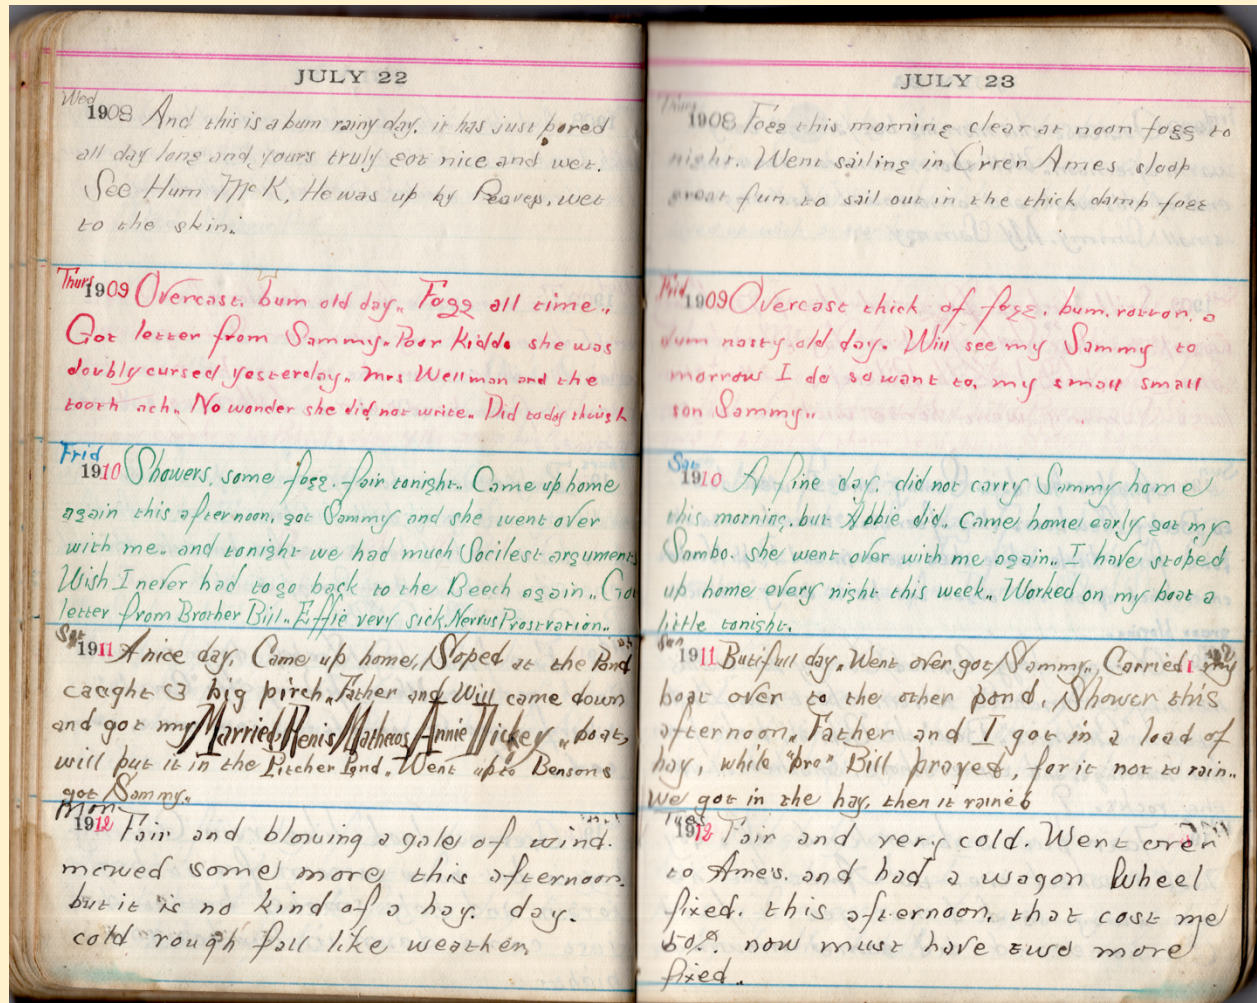 JULY 22
Wed
1908 And this is a bum rainy day. it has just pored
all day long and yours truly got nice and wet.
See Hum McK, He was up by Reaves, wet
to the skin.
Thurs
1909 Overcast. bum old day.. Fogg all time..
Got letter from Sammy. Poor Kiddo she was
doubly cursed yesterday.. Mrs Wellman and the
tooth ach.. No wonder she did not write.. Did today though
Frid
1910 Showers, some fogg. fair tonight.. Came up home
again this afternoon, got Sammy and she went over
with me.. and tonight we had much Socilest arguments
Wish I never had to go back to the Beech again.. Got
letter from Brother Bill.. Effie very sick. Nervus Prostration..
Sat
1911 A nice day. Came up home, Soped at the Pond
caught 3 big pirch.. Father and Will came down
and got my Married, Renis Mathews Annie Dickey .. boat,
will put it in the Pitcher Pond.. Went up to Bensons
got Sammy..
Mon
1912 Fair and blowing a gale of wind.
mowed some more this afternoon.
but it is no kind of a hay. day.
cold rough fall like weather
JULY 23
Thurs
1908 Fogg this morning clear at noon fogg to
night. Went sailing in Orren Ames sloop
great fun to sail out in the thick damp fogg
Frid
1909 Overcast thick of fogg. bum, rotton, a
dum nasty old day. Will see my Sammy to
morrow I do so want to, my small small
son Sammy..
Sat
1910 A fine day. did not carry Sammy home
this morning, but Abbie did.. Came home early got my
Sambo. she went over with me again.. I have stoped
up home every night this week.. Worked on my boat a
little tonight.
Sun
1911 Butifull day.. Went over got Sammy.. Carried my
boat over to the other pond, Shower this
afternoon.. Father and I got in a load of
hay, while "pro" Bill prayed, for it not to rain..
We got in the hay, then it rained
Tues
1912 Fair and very cold. Went over
to Ames. and had a wagon wheel
fixed. this afternoon, that cost me
50.¢. now must have two more
fixed..